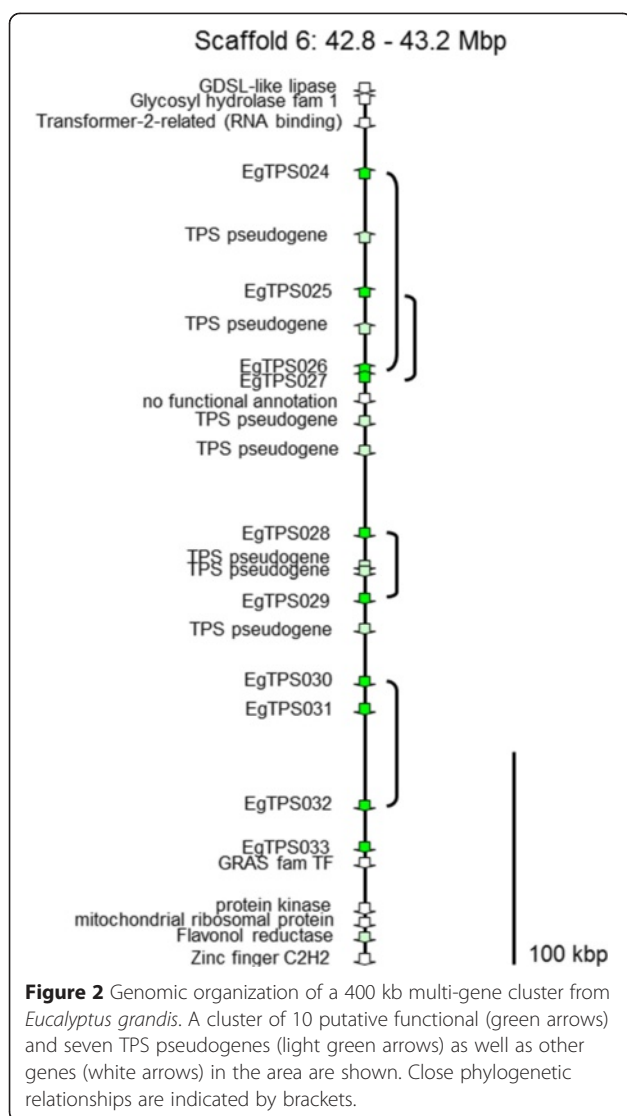 Scaffold 6: 42.8 - 43.2 Mbp
GDSL-like lipase
Glycosyl hydrolase fam 1
Transformer-2-related (RNA binding)
EgTPS024
TPS pseudogene
EgTPS025
TPS pseudogene
EgTPS026
EgTPS027
no functional annotation
TPS pseudogene
TPS pseudogene
EgTPS028
TPS pseudogene
TPS pseudogene
EgTPS029
TPS pseudogene
EgTPS030
EgTPS031
EgTPS032
EgTPS033
GRAS fam TF
protein kinase
mitochondrial ribosomal protein
Flavonol reductase
Zinc finger C2H2
100 kbp
Figure 2 Genomic organization of a 400 kb multi-gene cluster from
Eucalyptus grandis. A cluster of 10 putative functional (green arrows)
and seven TPS pseudogenes (light green arrows) as well as other
genes (white arrows) in the area are shown. Close phylogenetic
relationships are indicated by brackets.